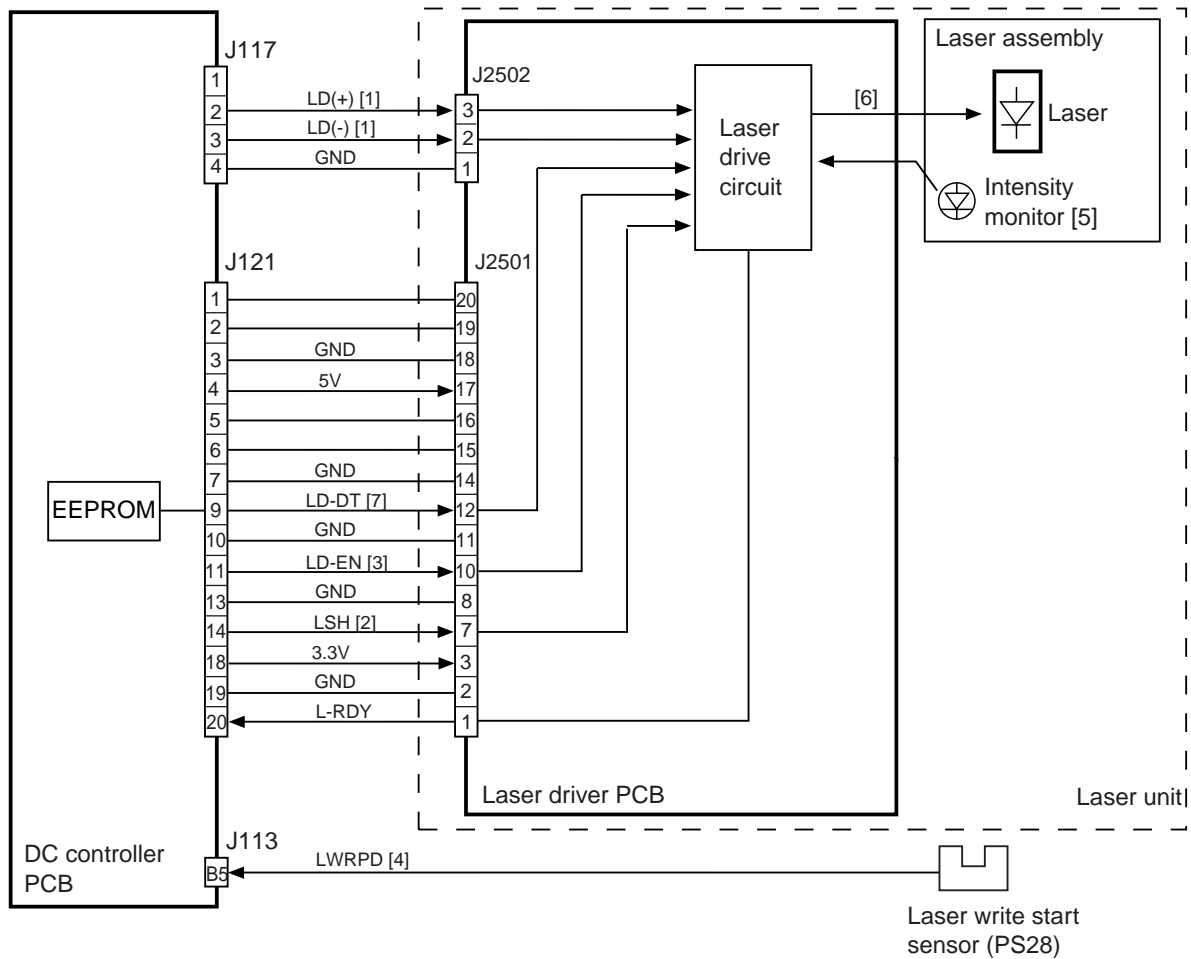 J117
1
2
3
4
LD(+) [1]
LD(-) [1]
GND
J2502
3
2
1
Laser
drive
circuit
[6]
Laser assembly
Laser
Intensity
monitor [5]
J121
J2501
1
20
2
19
3
GND
18
4
5V
17
5
16
6
15
7
GND
14
EEPROM
9
LD-DT [7]
12
10
GND
11
11
LD-EN [3]
10
13
GND
8
14
LSH [2]
7
18
3.3V
3
19
GND
2
20
L-RDY
1
Laser driver PCB
Laser unit
DC controller
PCB
J113
B5
LWRPD [4]
Laser write start
sensor (PS28)